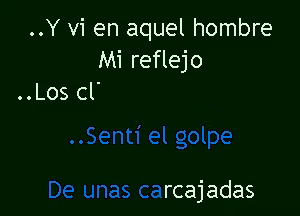 ..Y vi en aquel hombre
Mi reflejo
..Los
..Sentí el golpe
De unas carcajadas